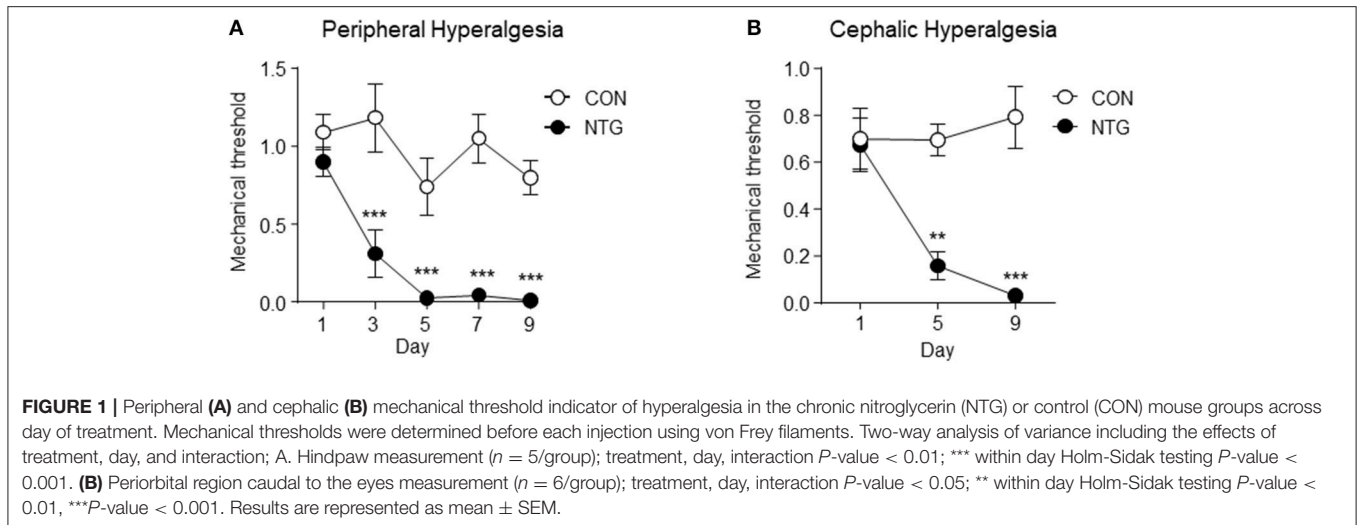 A Peripheral Hyperalgesia
1.5
1.0
0.5
0.0
Mechanical threshold
CON
NTG
***
***
***
***
1 3 5 7 9
Day
B Cephalic Hyperalgesia
1.0
0.8
0.6
0.4
0.2
0.0
Mechanical threshold
CON
NTG
**
***
1 5 9
Day
FIGURE 1 | Peripheral (A) and cephalic (B) mechanical threshold indicator of hyperalgesia in the chronic nitroglycerin (NTG) or control (CON) mouse groups across
day of treatment. Mechanical thresholds were determined before each injection using von Frey filaments. Two-way analysis of variance including the effects of
treatment, day, and interaction; A. Hindpaw measurement (n = 5/group); treatment, day, interaction P-value < 0.01; *** within day Holm-Sidak testing P-value <
0.001. (B) Periorbital region caudal to the eyes measurement (n = 6/group); treatment, day, interaction P-value < 0.05; ** within day Holm-Sidak testing P-value <
0.01, ***P-value < 0.001. Results are represented as mean ± SEM.